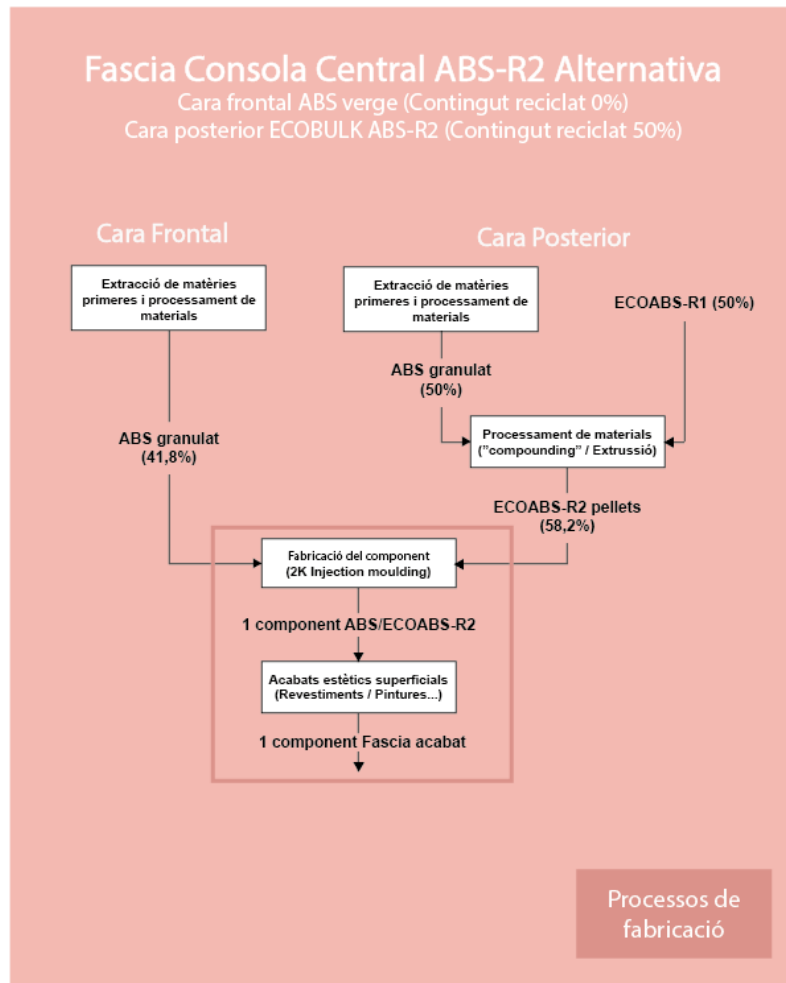 Fascia Consola Central ABS-R2 Alternativa
Cara frontal ABS verge (Contingut reciclat 0%)
Cara posterior ECOBULK ABS-R2 (Contingut reciclat 50%)
Cara Frontal
Cara Posterior
Extracció de matèries
primeres i processament de
materials
Extracció de matèries
primeres i processament de
materials
ECOABS-R1 (50%)
ABS granulat
(50%)
ABS granulat
(41,8%)
Processament de materials
("compounding" / Extrussió)
ECOABS-R2 pellets
(58,2%)
Fabricació del component
(2K Injection moulding)
1 component ABS/ECOABS-R2
Acabats estètics superficials
(Revestiments / Pintures...)
1 component Fascia acabat
Processos de
fabricació